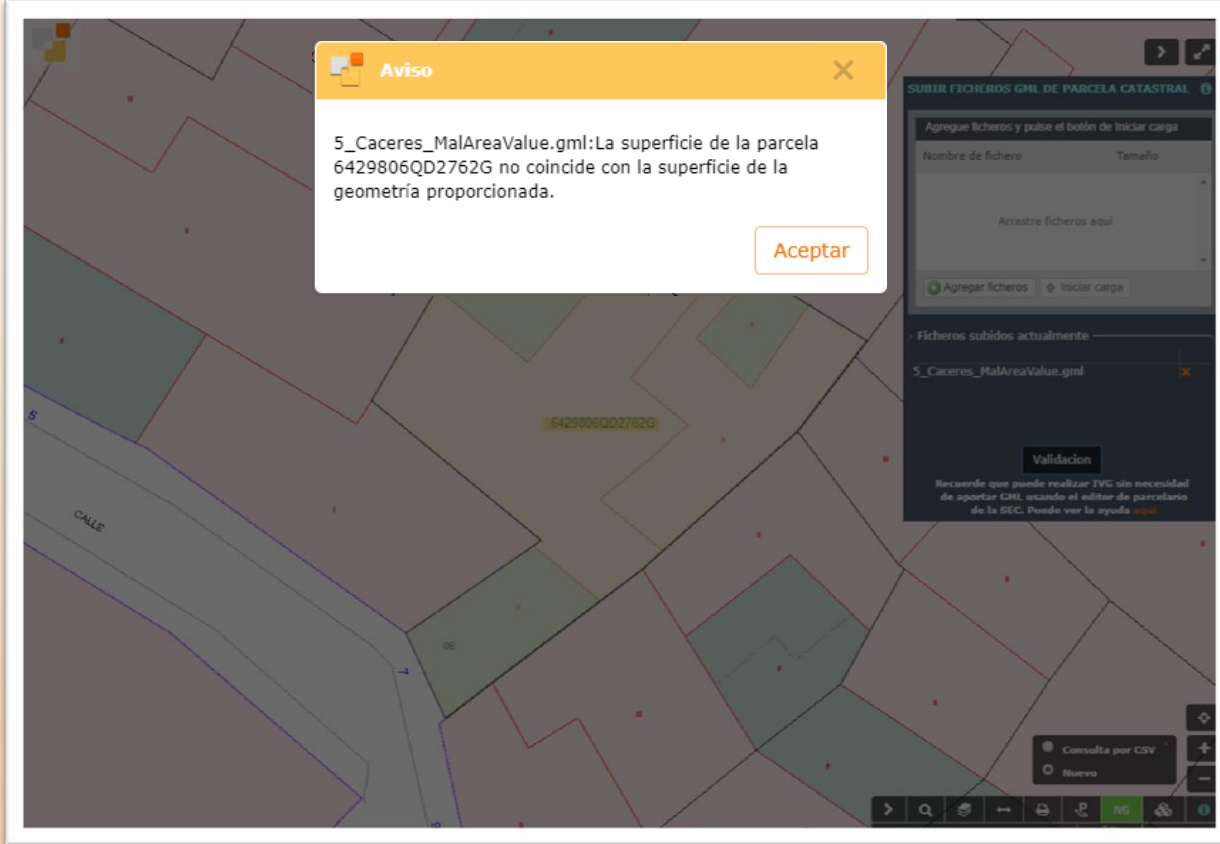 Aviso
5_Caceres_MalAreaValue.gml:La superficie de la parcela
6429806QD2762G no coincide con la superficie de la
geometría proporcionada.
Aceptar
SUBIR FICHEROS GML DE PARCELA CATASTRAL
Agregue ficheros y pulse el botón de Iniciar carga
Nombre de fichero Tamaño
Arrastre ficheros aquí
Agregar ficheros Iniciar carga
Ficheros subidos actualmente
5_Caceres_MalAreaValue.gml
Validacion
Recuerde que puede realizar IVG sin necesidad
de aportar GML usando el editor de parcelario
de la SEC. Puede ver la ayuda aquí
6429806QD2762G
5
CALLE
06
7
Consulta por CSV
Nuevo
IVG